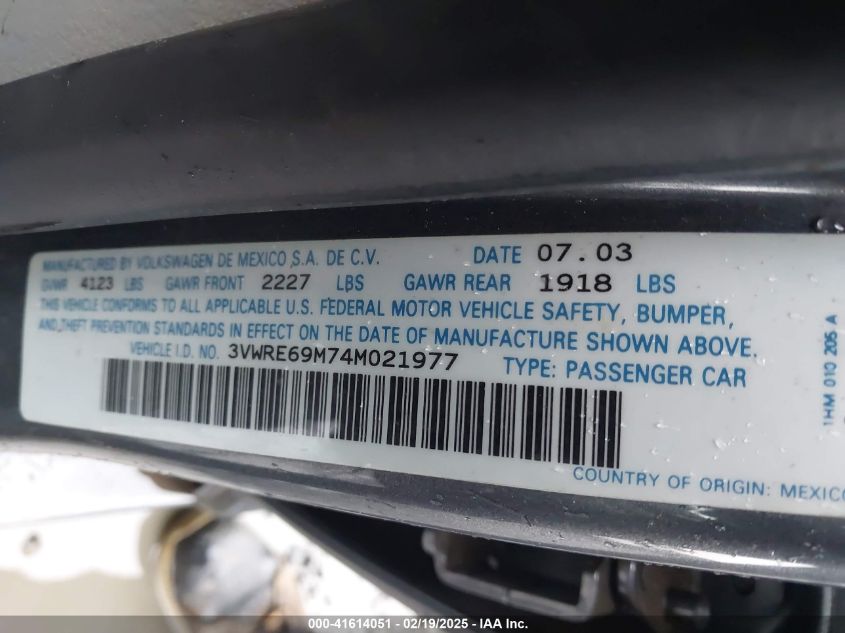 MANUFACTURED BY VOLKSWAGEN DE MEXICO S.A. DE C.V. DATE 07.03
GVWR 4123 LBS GAWR FRONT 2227 LBS GAWR REAR 1918 LBS
THIS VEHICLE CONFORMS TO ALL APPLICABLE U.S. FEDERAL MOTOR VEHICLE SAFETY, BUMPER,
AND THEFT PREVENTION STANDARDS IN EFFECT ON THE DATE OF MANUFACTURE SHOWN ABOVE.
VEHICLE I.D. NO. 3VWRE69M74M021977 TYPE: PASSENGER CAR
COUNTRY OF ORIGIN: MEXICO
1HM 010 205 A
000-41614051 - 02/19/2025 - IAA Inc.